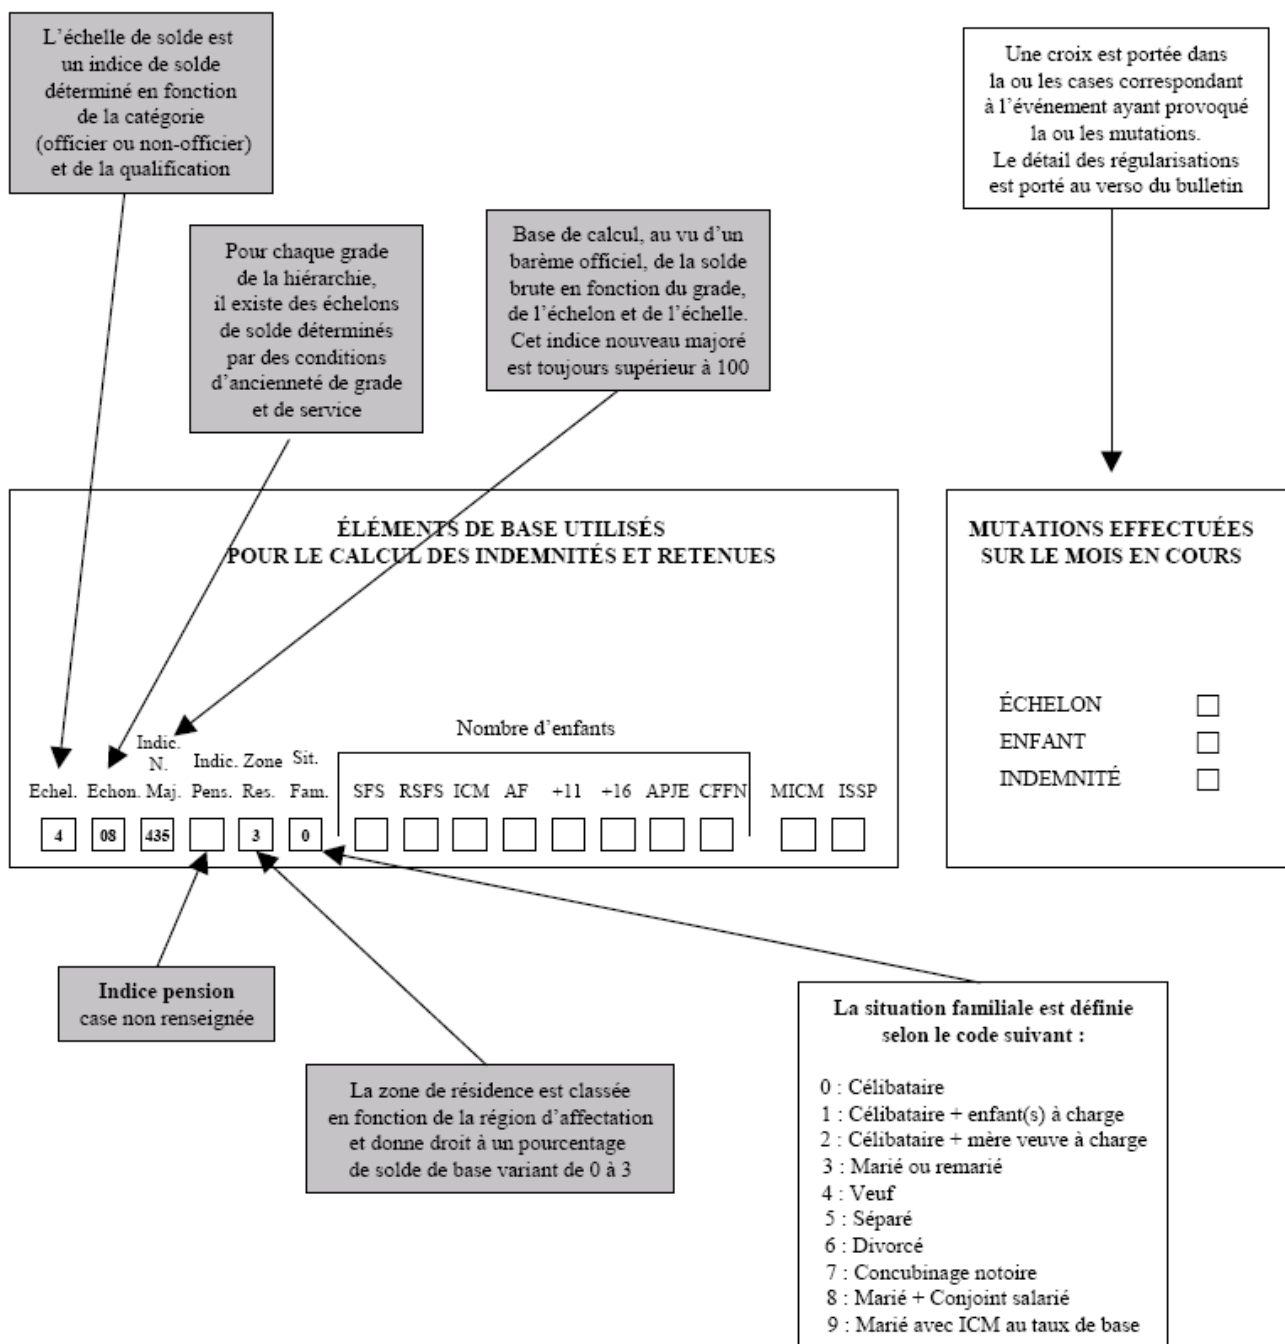 L'échelle de solde est
un indice de solde
déterminé en fonction
de la catégorie
(officier ou non-officier)
et de la qualification
Une croix est portée dans
la ou les cases correspondant
à l'événement ayant provoqué
la ou les mutations.
Le détail des régularisations
est porté au verso du bulletin
Pour chaque grade
de la hiérarchie,
il existe des échelons
de solde déterminés
par des conditions
d'ancienneté de grade
et de service
Base de calcul, au vu d'un
barème officiel, de la solde
brute en fonction du grade,
de l'échelon et de l'échelle.
Cet indice nouveau majoré
est toujours supérieur à 100
ÉLÉMENTS DE BASE UTILISÉS
POUR LE CALCUL DES INDEMNITÉS ET RETENUES
Nombre d'enfants
Indic.
N. Indic. Zone Sit.
Echel. Echon. Maj. Pens. Res. Fam. SFS RSFS ICM AF +11 +16 APJE CFFN MICM ISSP
4 08 435 3 0
MUTATIONS EFFECTUÉES
SUR LE MOIS EN COURS
ÉCHELON
ENFANT
INDEMNITÉ
Indice pension
case non renseignée
La zone de résidence est classée
en fonction de la région d'affectation
et donne droit à un pourcentage
de solde de base variant de 0 à 3
La situation familiale est définie
selon le code suivant :
0 : Célibataire
1 : Célibataire + enfant(s) à charge
2 : Célibataire + mère veuve à charge
3 : Marié ou remarié
4 : Veuf
5 : Séparé
6 : Divorcé
7 : Concubinage notoire
8 : Marié + Conjoint salarié
9 : Marié avec ICM au taux de base